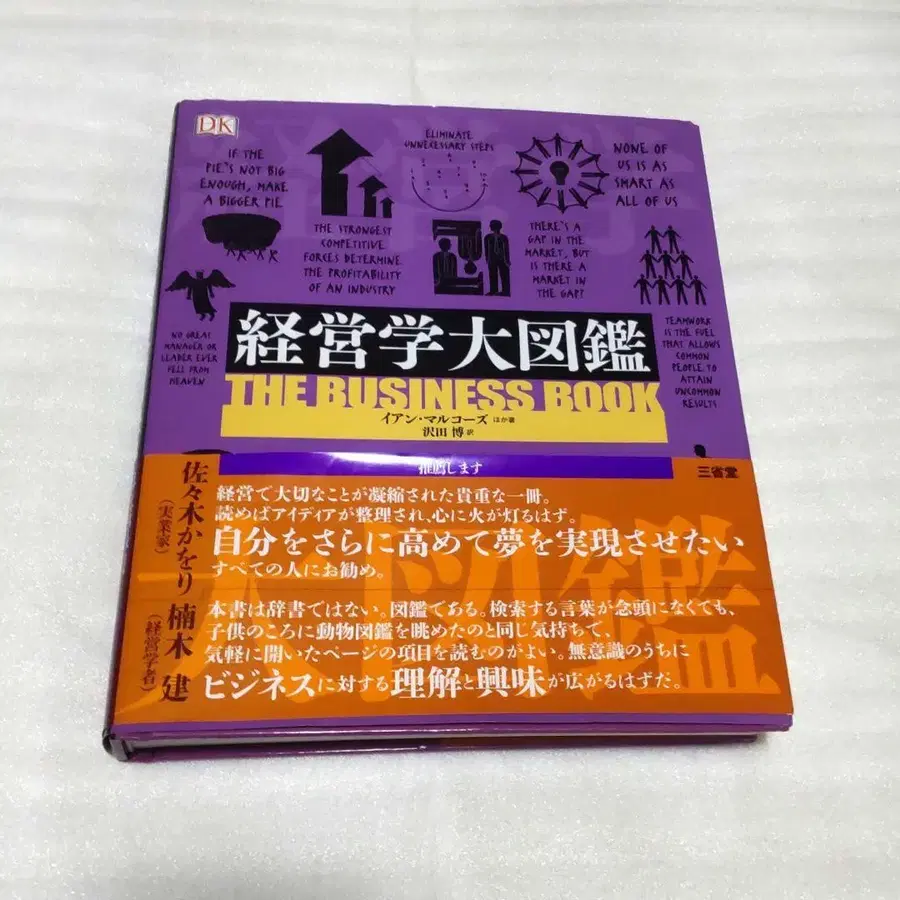 DK
IF THE
PIE'S NOT BIG
ENOUGH, MAKE
A BIGGER PIE
ELIMINATE
UNNECESSARY STEPS
NONE OF
US IS AS
SMART AS
ALL OF US
THE STRONGEST
COMPETITIVE
FORCES DETERMINE
THE PROFITABILITY
OF AN INDUSTRY
THERE'S A
GAP IN THE
MARKET, BUT
IS THERE A
MARKET IN
THE GAP?
NO GREAT
MANAGER OR
LEADER EVER
FELL FROM
HEAVEN
TEAMWORK
IS THE FUEL
THAT ALLOWS
COMMON
PEOPLE TO
ATTAIN
UNCOMMON
RESULTS
経営学大図鑑
THE BUSINESS BOOK
イアン・マルコーズ ほか著
沢田 博 訳
三省堂
推薦します
佐々木かをり
(実業家)
経営で大切なことが凝縮された貴重な一冊。
読めばアイディアが整理され、心に火が灯るはず。
自分をさらに高めて夢を実現させたい
すべての人にお勧め。
楠木 建
(経営学者)
本書は辞書ではない。図鑑である。検索する言葉が念頭になくても、
子供のころに動物図鑑を眺めたのと同じ気持ちで、
気軽に開いたページの項目を読むのがよい。無意識のうちに
ビジネスに対する理解と興味が広がるはずだ。
大図鑑